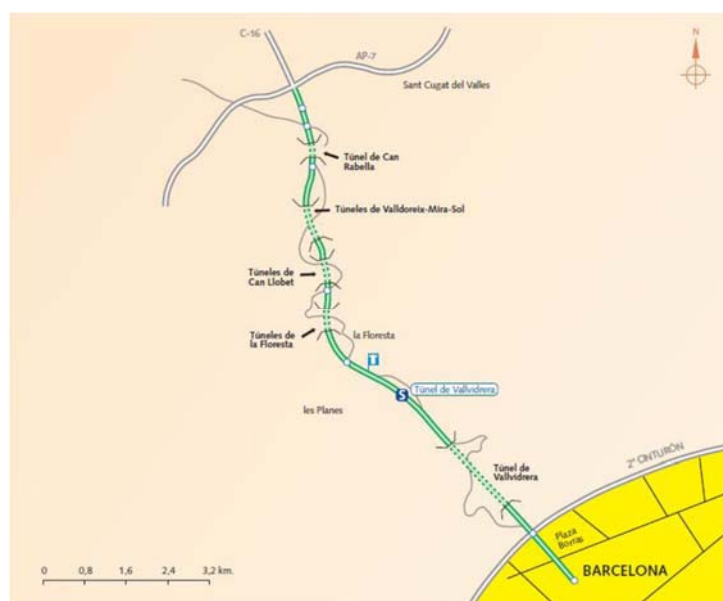 C-16
N
AP-7
Sant Cugat del Valles
Túnel de Can
Rabella
Túneles de Valldoreix-Mira-Sol
Túneles de
Can Llobet
Túneles de
la Floresta
la Floresta
T
S
Túnel de Vallvidrera
les Planes
2º CINTURÓN
Túnel de
Vallvidrera
Plaza
Borras
BARCELONA
0 0,8 1,6 2,4 3,2 km.